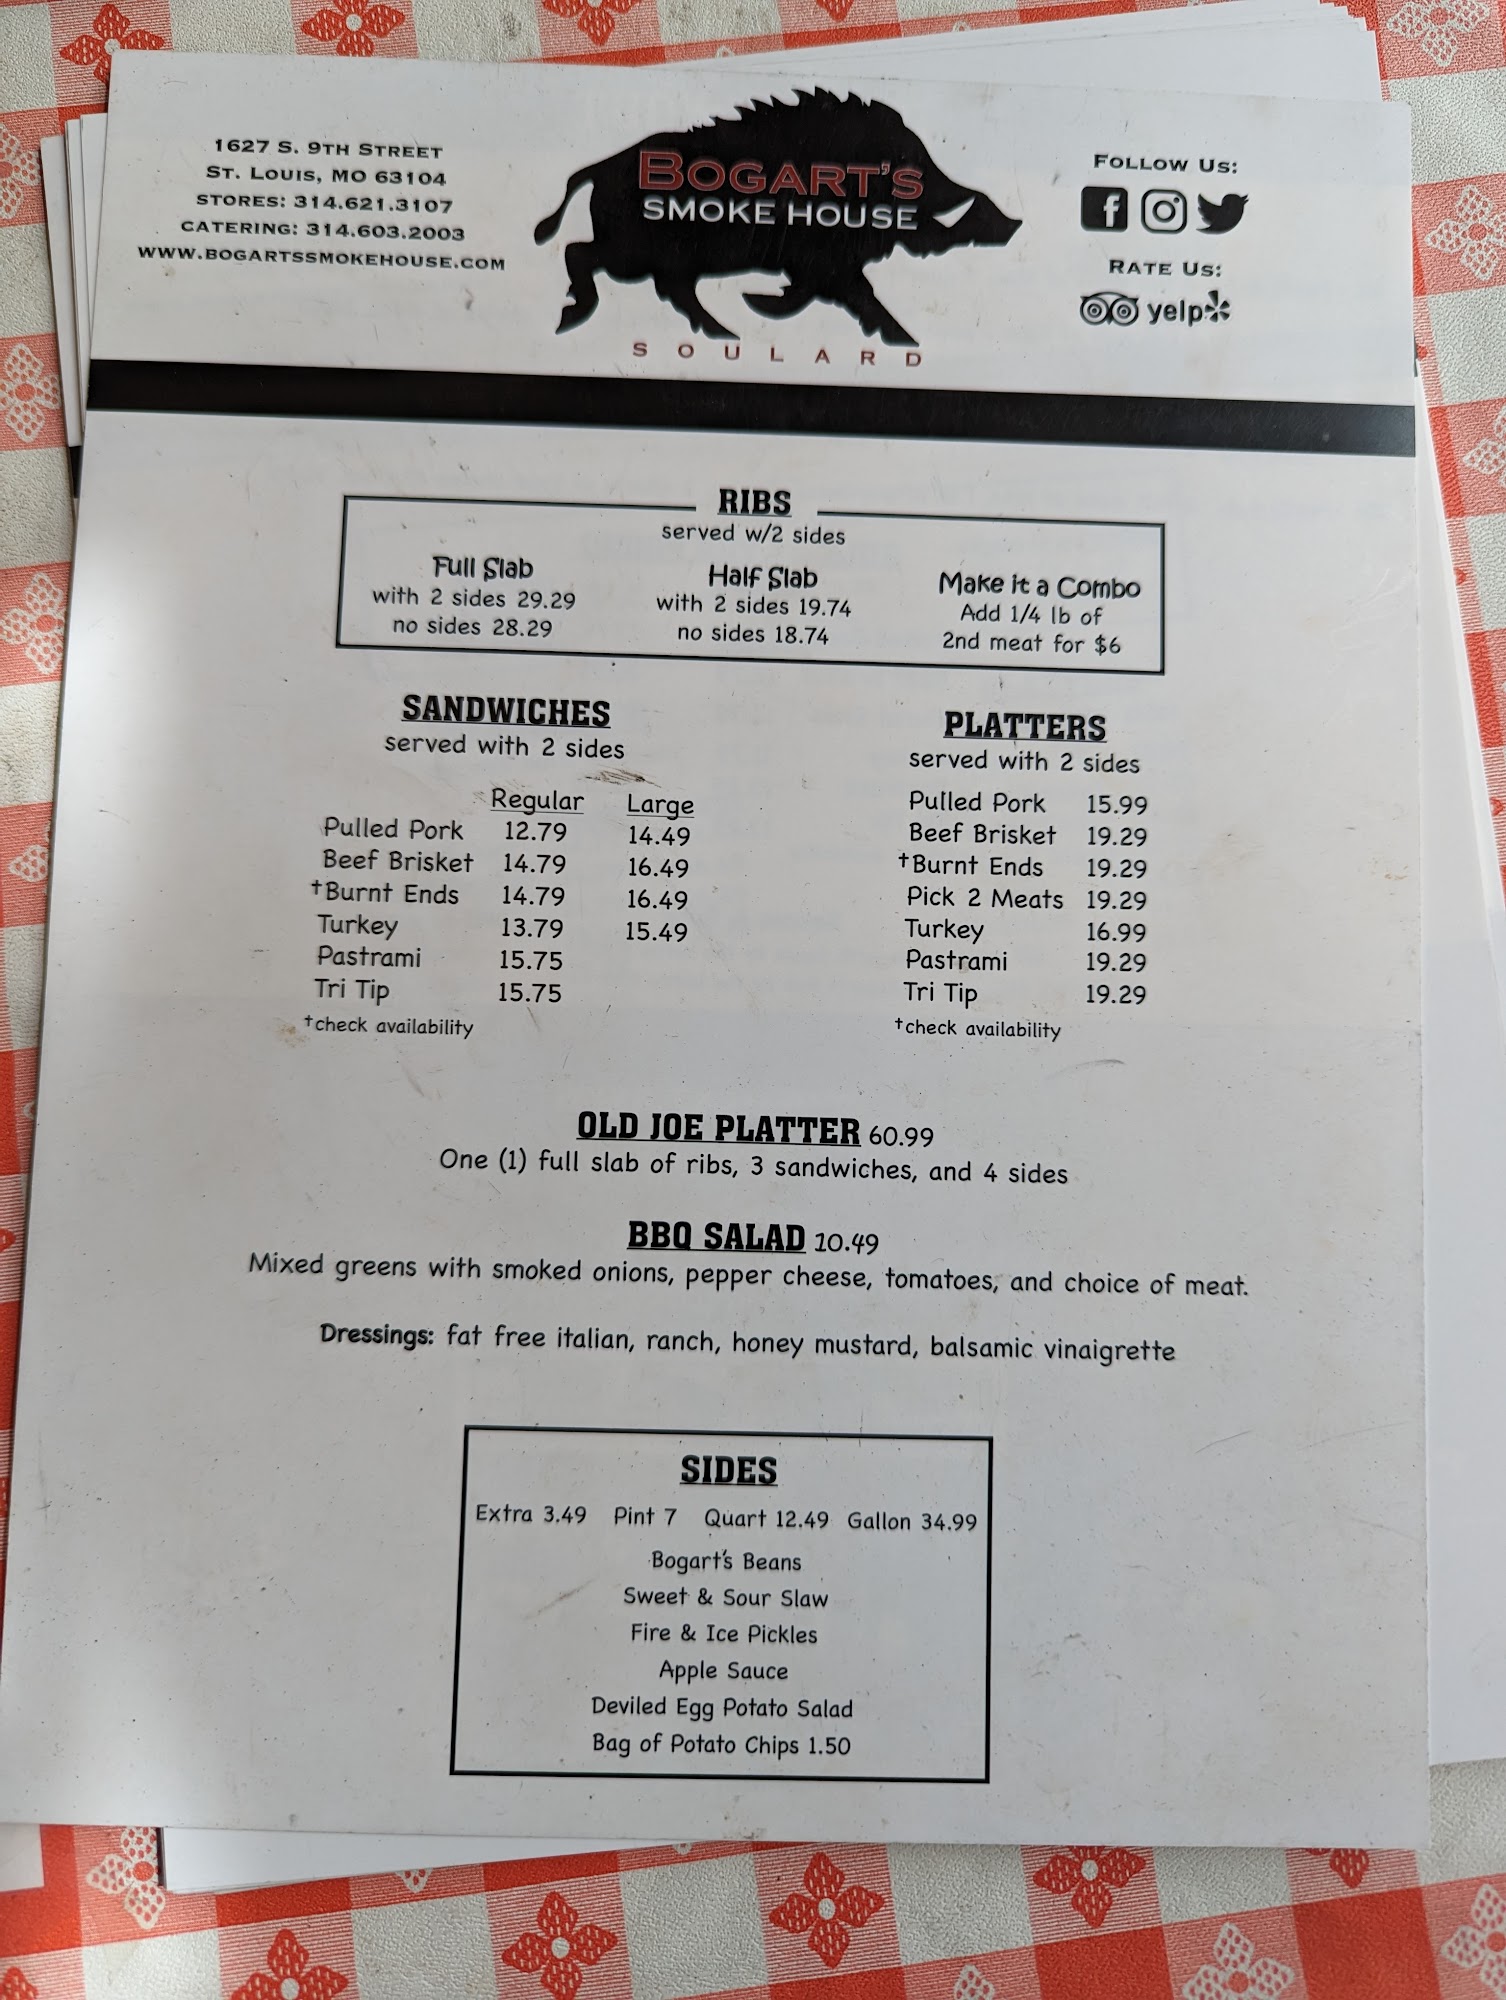 1627 S. 9TH STREET
ST. LOUIS, MO 63104
STORES: 314.621.3107
CATERING: 314.603.2003
WWW.BOGARTSSMOKEHOUSE.COM
BOGART'S
SMOKE HOUSE
SOULARD
FOLLOW US:
RATE US:
yelp
RIBS
served w/2 sides
Full Slab
with 2 sides 29.29
no sides 28.29
Half Slab
with 2 sides 19.74
no sides 18.74
Make it a Combo
Add 1/4 lb of
2nd meat for $6
SANDWICHES
served with 2 sides
Regular Large
Pulled Pork 12.79 14.49
Beef Brisket 14.79 16.49
†Burnt Ends 14.79 16.49
Turkey 13.79 15.49
Pastrami 15.75
Tri Tip 15.75
†check availability
PLATTERS
served with 2 sides
Pulled Pork 15.99
Beef Brisket 19.29
†Burnt Ends 19.29
Pick 2 Meats 19.29
Turkey 16.99
Pastrami 19.29
Tri Tip 19.29
†check availability
OLD JOE PLATTER 60.99
One (1) full slab of ribs, 3 sandwiches, and 4 sides
BBQ SALAD 10.49
Mixed greens with smoked onions, pepper cheese, tomatoes, and choice of meat.
Dressings: fat free italian, ranch, honey mustard, balsamic vinaigrette
SIDES
Extra 3.49 Pint 7 Quart 12.49 Gallon 34.99
Bogart's Beans
Sweet & Sour Slaw
Fire & Ice Pickles
Apple Sauce
Deviled Egg Potato Salad
Bag of Potato Chips 1.50